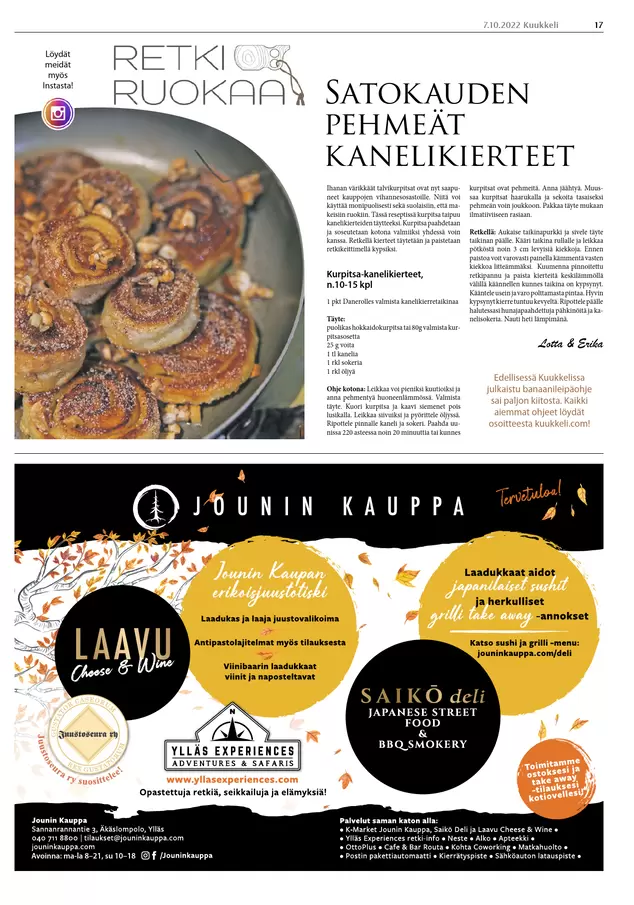 7.10.2022 Kuukkeli 17
Löydät
meidät
myös
Instasta!
RETKI
RUOKAA
SATOKAUDEN
PEHMEÄT
KANELIKIERTEET
Ihanan värikkäät talvikurpitsat ovat nyt saapu-
neet kauppojen vihannesosastoille. Niitä voi
käyttää monipuolisesti sekä suolaisiin, että ma-
keisiin ruokiin. Tässä reseptissä kurpitsa taipuu
kanelikierteiden täytteeksi. Kurpitsa paahdetaan
ja soseutetaan kotona valmiiksi yhdessä voin
kanssa. Retkellä kierteet täytetään ja paistetaan
retkikeittimellä kypsiksi.
Kurpitsa-kanelikierteet,
n.10-15 kpl
1 pkt Danerolles valmista kanelikierretaikinaa
Täyte:
puolikas hokkaidokurpitsa tai 80g valmista kur-
pitsasosetta
25 g voita
1 tl kanelia
1 rkl sokeria
1 rkl öljyä
Ohje kotona: Leikkaa voi pieniksi kuutioiksi ja
anna pehmentyä huoneenlämmössä. Valmista
täyte. Kuori kurpitsa ja kaavi siemenet pois
lusikalla. Leikkaa siivuiksi ja pyörittele öljyssä.
Ripottele pinnalle kaneli ja sokeri. Paahda uu-
nissa 220 asteessa noin 20 minuuttia tai kunnes
kurpitsat ovat pehmeitä. Anna jäähtyä. Muus-
saa kurpitsat haarukalla ja sekoita tasaiseksi
pehmeän voin joukkoon. Pakkaa täyte mukaan
ilmatiiviiseen rasiaan.
Retkellä: Aukaise taikinapurkki ja sivele täyte
taikinan päälle. Kääri taikina rullalle ja leikkaa
pötköstä noin 3 cm levyisiä kiekkoja. Ennen
paistoa voit varovasti painella kämmentä vasten
kiekkoa litteämmäksi. Kuumenna pinnoitettu
retkipannu ja paista kierteitä keskilämmöllä
välillä käännellen kunnes taikina on kypsynyt.
Kääntele usein ja varo polttamasta pintaa. Hyvin
kypsynyt kierre tuntuu kevyeltä. Ripottele päälle
halutessasi hunajapaahdettuja pähkinöitä ja ka-
nelisokeria. Nauti heti lämpimänä.
Lotta & Erika
Edellisessä Kuukkelissa
julkaistu banaanileipäohje
sai paljon kiitosta. Kaikki
aiemmat ohjeet löydät
osoitteesta kuukkeli.com!
JOUNIN KAUPPA
Tervetuloa!
Jounin Kaupan
erikoisjuustotiski
Laadukas ja laaja juustovalikoima
Antipastolajitelmat myös tilauksesta
Viinibaarin laadukkaat
viinit ja naposteltavat
Laadukkaat aidot
japanilaiset sushit
ja herkulliset
grilli take away -annokset
Katso sushi ja grilli -menu:
jouninkauppa.com/deli
LAAVU
Cheese & Wine
SAIKŌ deli
JAPANESE STREET
FOOD
&
BBQ SMOKERY
Juustoseura ry
Juustoseura ry suosittelee!
N
YLLÄS EXPERIENCES
ADVENTURES & SAFARIS
www.yllasexperiences.com
Opastettuja retkiä, seikkailuja ja elämyksiä!
Toimitamme
ostoksesi ja
take away
-tilauksesi
kotiovellesi!
Jounin Kauppa
Sannanrannantie 3, Äkäslompolo, Ylläs
040 711 8800 | tilaukset@jouninkauppa.com
jouninkauppa.com
Avoinna: ma-la 8–21, su 10–18 /Jouninkauppa
Palvelut saman katon alla:
• K-Market Jounin Kauppa, Saikō Deli ja Laavu Cheese & Wine •
• Ylläs Experiences retki-info • Neste • Alko • Apteekki •
• OttoPlus • Cafe & Bar Routa • Kohta Coworking • Matkahuolto •
• Postin pakettiautomaatti • Kierrätyspiste • Sähköauton latauspiste •